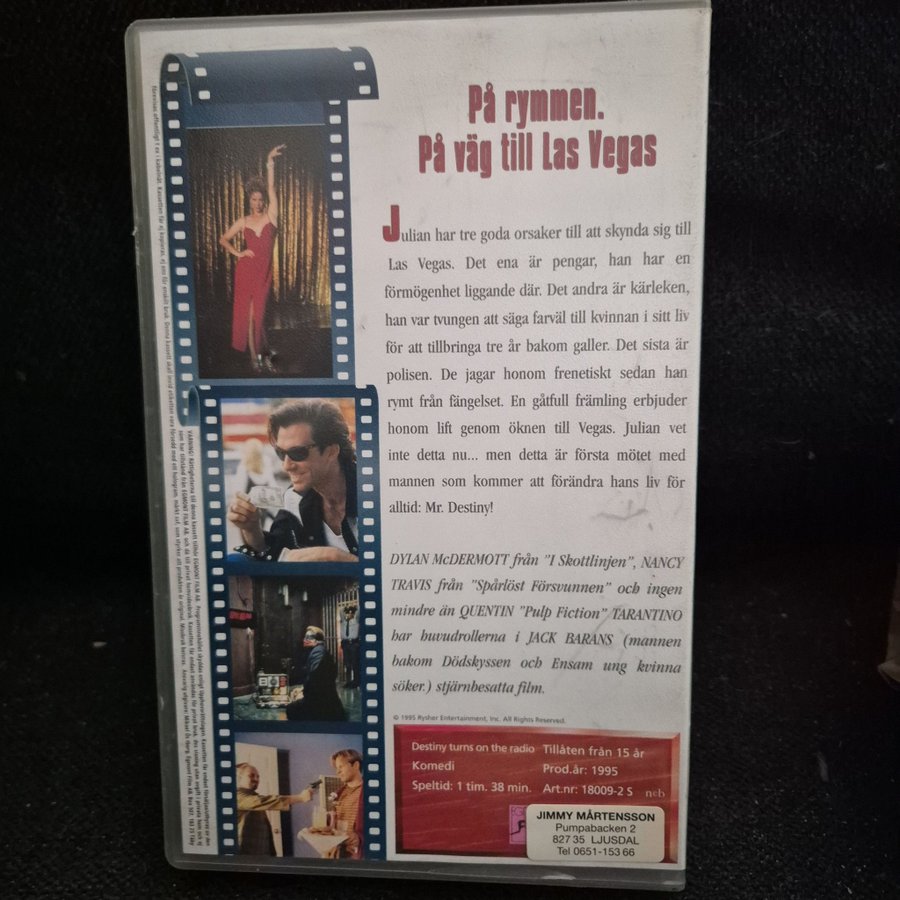 På rymmen.
På väg till Las Vegas
Julian har tre goda orsaker till att skynda sig till
Las Vegas. Det ena är pengar, han har en
förmögenhet liggande där. Det andra är kärleken,
han var tvungen att säga farväl till kvinnan i sitt liv
för att tillbringa tre år bakom galler. Det sista är
polisen. De jagar honom frenetiskt sedan han
rymt från fängelset. En gåtfull främling erbjuder
honom lift genom öknen till Vegas. Julian vet
inte detta nu... men detta är första mötet med
mannen som kommer att förändra hans liv för
alltid: Mr. Destiny!
DYLAN McDERMOTT från "I Skottlinjen", NANCY
TRAVIS från "Spårlöst Försvunnen" och ingen
mindre än QUENTIN "Pulp Fiction" TARANTINO
har huvudrollerna i JACK BARANS (mannen
bakom Dödskyssen och Ensam ung kvinna
söker.) stjärnbesatta film.
© 1995 Rysher Entertainment, Inc. All Rights Reserved.
Destiny turns on the radio
Komedi
Speltid: 1 tim. 38 min.
Tillåten från 15 år
Prod.år: 1995
Art.nr: 18009-2 S
ncb
JIMMY MÅRTENSSON
Pumpabacken 2
827 35 LJUSDAL
Tel 0651-153 66